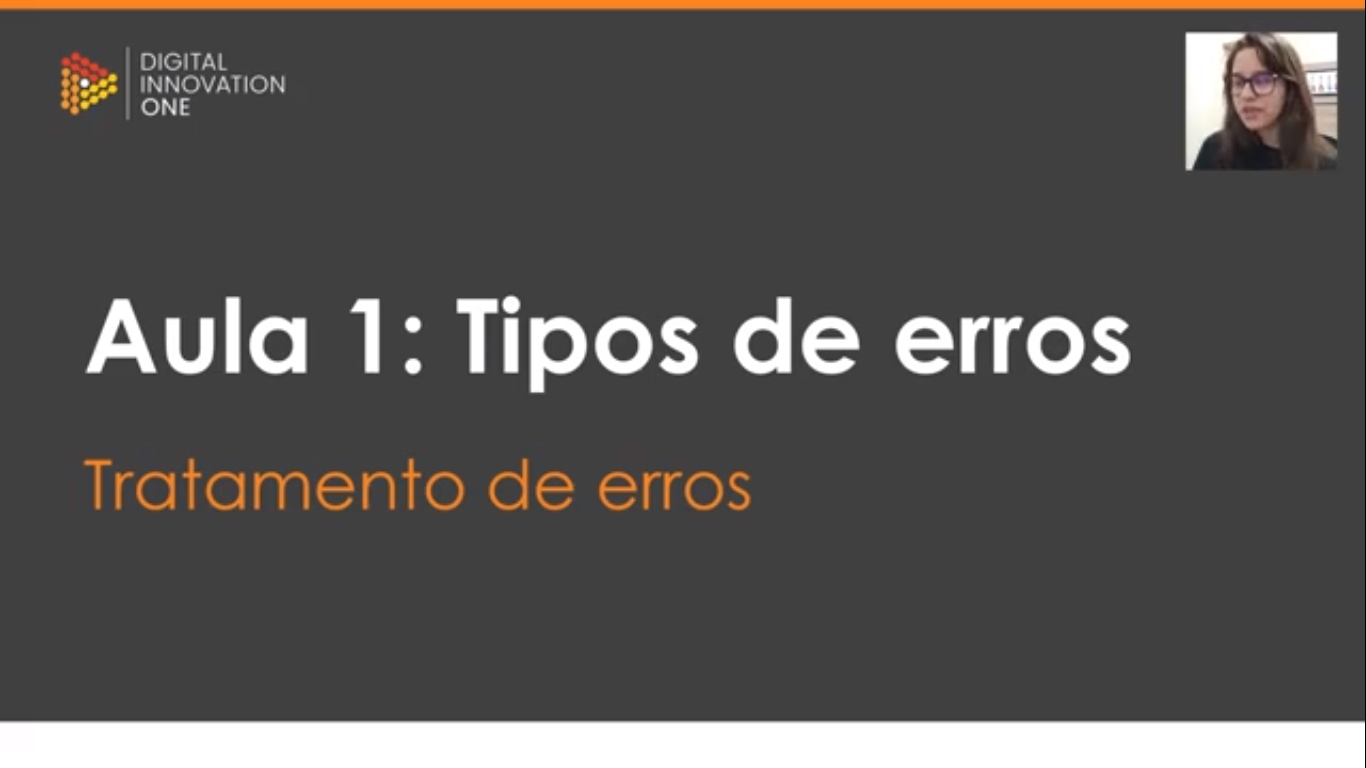 DIGITAL
INNOVATION
ONE
Aula 1: Tipos de erros
Tratamento de erros